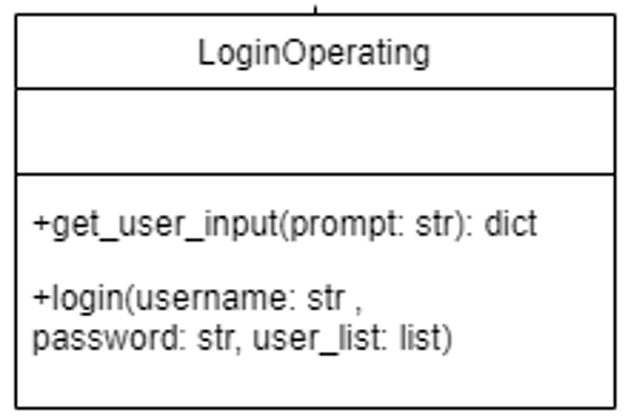 LoginOperating
+get_user_input(prompt: str): dict
+login(username: str ,
password: str, user_list: list)